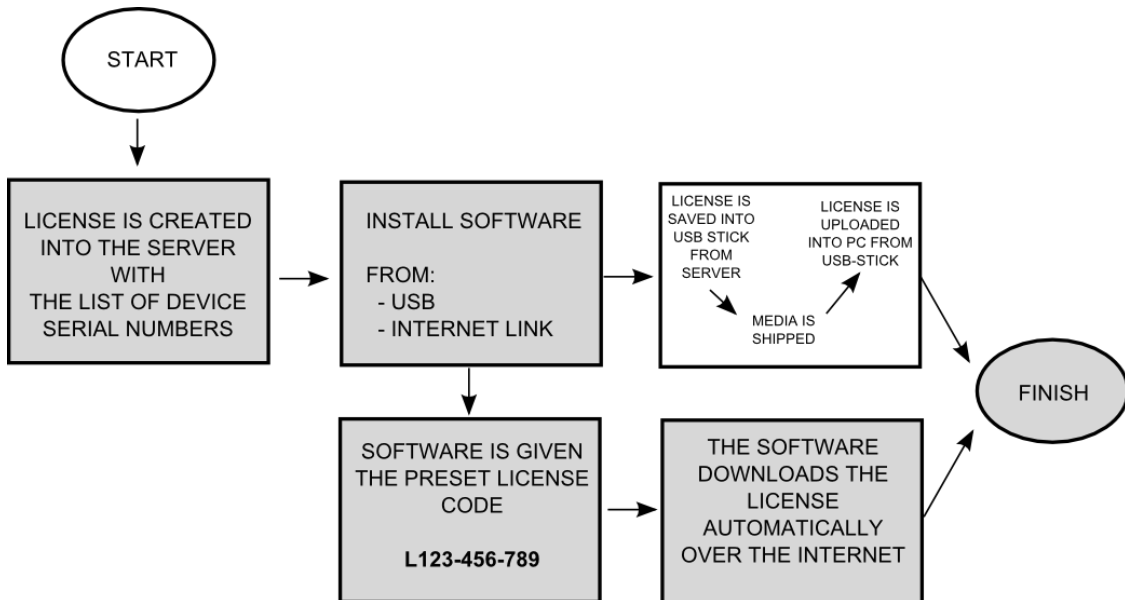 START
LICENSE IS CREATED
INTO THE SERVER
WITH
THE LIST OF DEVICE
SERIAL NUMBERS
INSTALL SOFTWARE
FROM:
- USB
- INTERNET LINK
LICENSE IS
SAVED INTO
USB STICK
FROM
SERVER
MEDIA IS
SHIPPED
LICENSE IS
UPLOADED
INTO PC FROM
USB-STICK
SOFTWARE IS GIVEN
THE PRESET LICENSE
CODE
L123-456-789
THE SOFTWARE
DOWNLOADS THE
LICENSE
AUTOMATICALLY
OVER THE INTERNET
FINISH